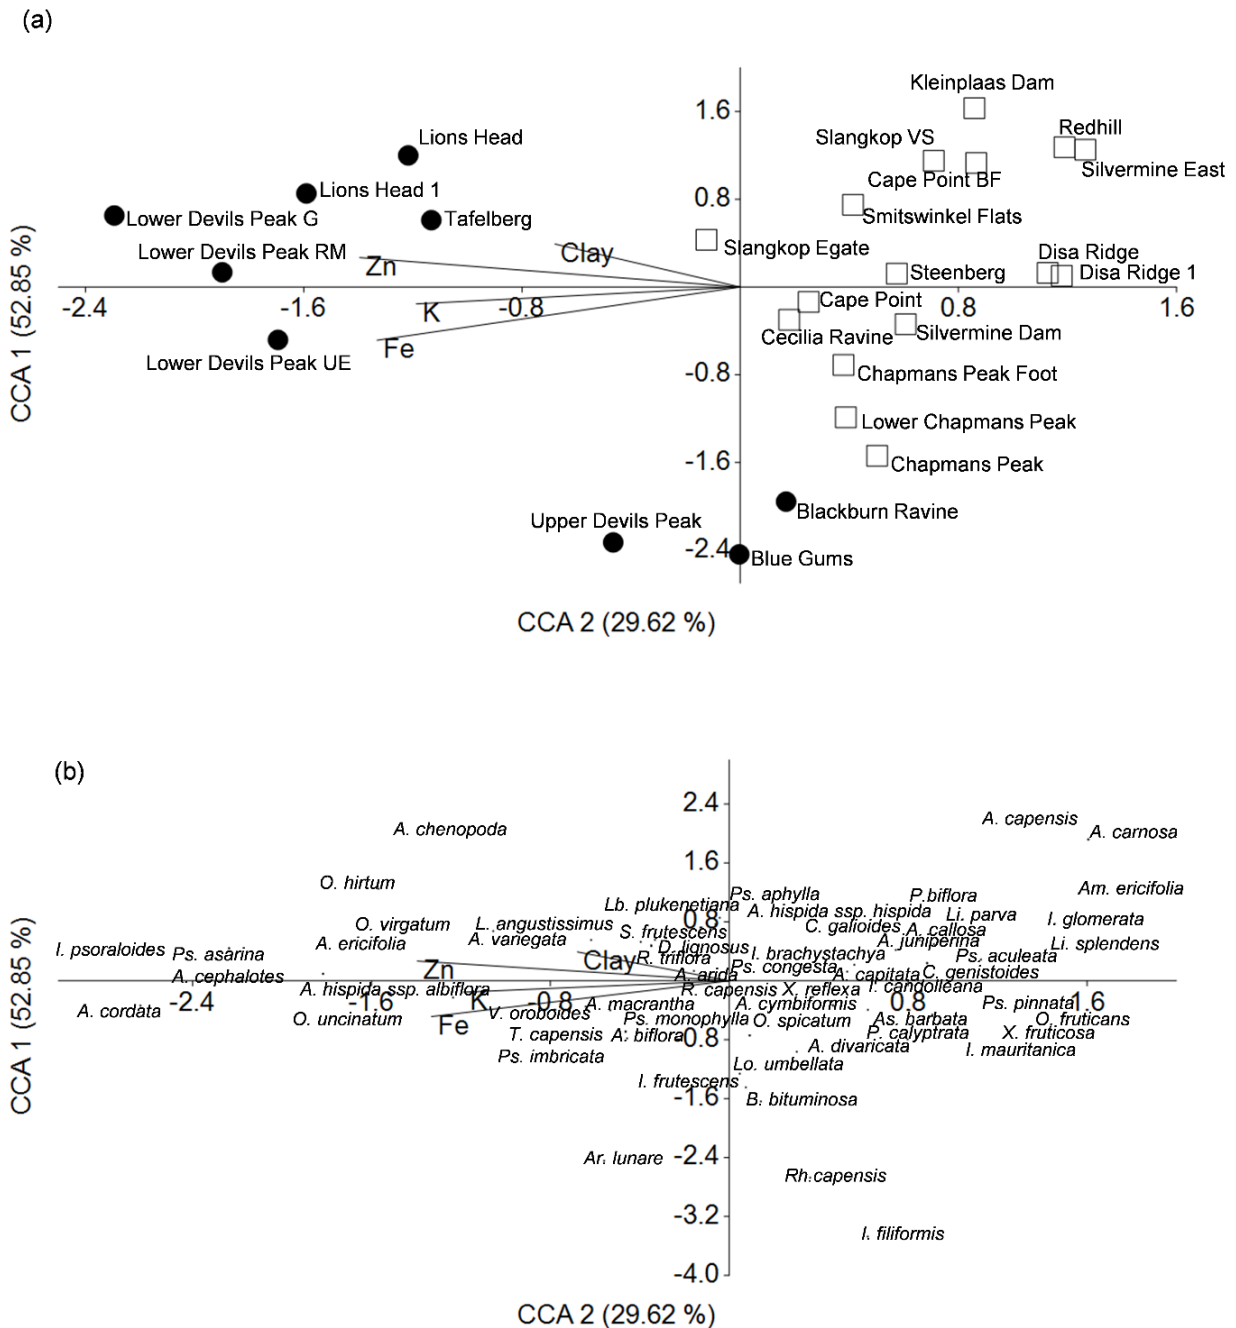 (a)
Kleinplaas Dam
1.6
Redhill
Lions Head
Slangkop VS
Silvermine East
Cape Point BF
Lions Head 1
0.8
Lower Devils Peak G
Tafelberg
Smitswinkel Flats
Lower Devils Peak RM
Clay
Slangkop Egate
Disa Ridge
Zn
Steenberg
Disa Ridge 1
-2.4
-1.6
-0.8
0.8
1.6
K
Cape Point
Fe
Cecilia Ravine
Silvermine Dam
Lower Devils Peak UE
-0.8
Chapmans Peak Foot
Lower Chapmans Peak
-1.6
Chapmans Peak
Blackburn Ravine
Upper Devils Peak
-2.4
Blue Gums
CCA 1 (52.85 %)
CCA 2 (29.62 %)
(b)
2.4
A. capensis
A. chenopoda
A. carnosa
1.6
O. hirtum
Ps. aphylla
P.biflora
Am. ericifolia
Lb. plukenetiana
A. hispida ssp. hispida
Li. parva
0.8
I. glomerata
O. virgatum
L. angustissimus
S. frutescens
C. galioides
A. callosa
A. ericifolia
A. variegata
D. lignosus
A. juniperina
Li. splendens
I. psoraloides
Ps. asarina
R. triflora
I. brachystachya
Ps. aculeata
Zn
Clay
Ps. congesta
A. cephalotes
A. arida
A. capitata
C. genistoides
A. hispida ssp. albiflora
R. capensis
X. reflexa
I. candolleana
-2.4
-1.6
-0.8
0.8
1.6
K
A. cordata
V. oroboides
A. macrantha
A. cymbiformis
Ps. pinnata
O. uncinatum
Fe
Ps. monophylla
O. spicatum
As. barbata
O. fruticans
T. capensis
A. biflora
-0.8
P. calyptrata
X. fruticosa
Ps. imbricata
A. divaricata
I. mauritanica
Lo. umbellata
I. frutescens
-1.6
B. bituminosa
Ar. lunare
-2.4
Rh.capensis
-3.2
I. filiformis
-4.0
CCA 1 (52.85 %)
CCA 2 (29.62 %)